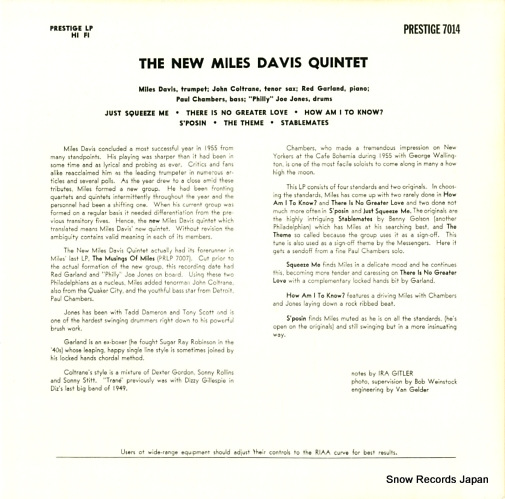 PRESTIGE LP
HI FI
PRESTIGE 7014
THE NEW MILES DAVIS QUINTET
Miles Davis, trumpet; John Coltrane, tenor sax; Red Garland, piano;
Paul Chambers, bass; "Philly" Joe Jones, drums
JUST SQUEEZE ME • THERE IS NO GREATER LOVE • HOW AM I TO KNOW?
S'POSIN • THE THEME • STABLEMATES
Miles Davis concluded a most successful year in 1955 from
many standpoints. His playing was sharper than it had been in
some time and as lyrical and probing as ever. Critics and fans
alike reacclaimed him as the leading trumpeter in numerous ar-
ticles and several polls. As the year drew to a close amid these
tributes, Miles formed a new group. He had been fronting
quartets and quintets intermittently throughout the year and the
personnel had been a shifting one. When his current group was
formed on a regular basis it needed differentiation from the pre-
vious transitory fives. Hence, the new Miles Davis quintet which
translated means Miles Davis' new quintet. Without revision the
ambiguity contains valid meaning in each of its members.
The New Miles Davis Quintet actually had its forerunner in
Miles' last LP, The Musings Of Miles (PRLP 7007). Cut prior to
the actual formation of the new group, this recording date had
Red Garland and "Philly" Joe Jones on board. Using these two
Philadelphians as a nucleus, Miles added tenorman John Coltrane,
also from the Quaker City, and the youthful bass star from Detroit,
Paul Chambers.
Jones has been with Tadd Dameron and Tony Scott and is
one of the hardest swinging drummers right down to his powerful
brush work.
Garland is an ex-boxer (he fought Sugar Ray Robinson in the
'40s) whose leaping, happy single line style is sometimes joined by
his locked hands chordal method.
Coltrane's style is a mixture of Dexter Gordon, Sonny Rollins
and Sonny Stitt. "Trane" previously was with Dizzy Gillespie in
Diz's last big band of 1949.
Chambers, who made a tremendous impression on New
Yorkers at the Cafe Bohemia during 1955 with George Walling-
ton, is one of the most facile soloists to come along in many a how
high the moon.
This LP consists of four standards and two originals. In choos-
ing the standards, Miles has come up with two rarely done in How
Am I To Know? and There Is No Greater Love and two done not
much more often in S'posin and Just Squeeze Me. The originals are
the highly intriguing Stablemates by Benny Golson (another
Philadelphian) which has Miles at his searching best, and The
Theme so called because the group uses it as a sign-off. This
tune is also used as a sign-off theme by the Messengers. Here it
gets a sendoff from a fine Paul Chambers solo.
Squeeze Me finds Miles in a delicate mood and he continues
this, becoming more tender and caressing on There Is No Greater
Love with a complementary locked hands bit by Garland.
How Am I To Know? features a driving Miles with Chambers
and Jones laying down a rock ribbed beat.
S'posin finds Miles muted as he is on all the standards. (he's
open on the originals) and still swinging but in a more insinuating
way.
notes by IRA GITLER
photo, supervision by Bob Weinstock
engineering by Van Gelder
Users of wide-range equipment should adjust their controls to the RIAA curve for best results.
Snow Records Japan